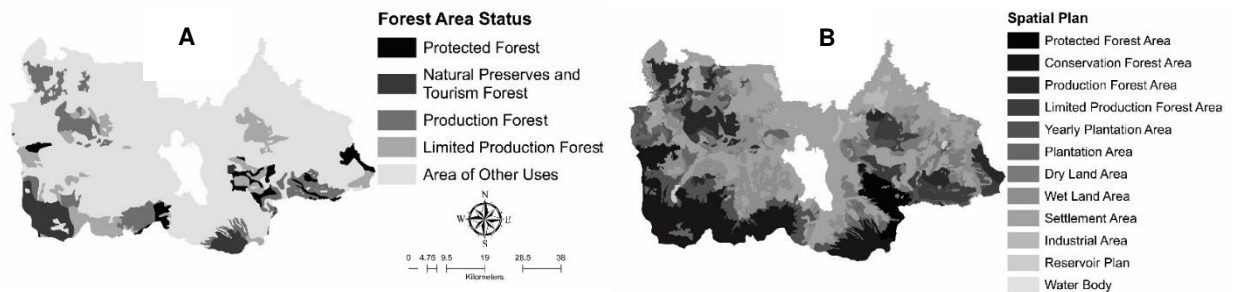 A
Forest Area Status
Protected Forest
Natural Preserves and
Tourism Forest
Production Forest
Limited Production Forest
Area of Other Uses
N
W
E
S
0 4.75 9.5 19 28.5 38
Kilometers
B
Spatial Plan
Protected Forest Area
Conservation Forest Area
Production Forest Area
Limited Production Forest Area
Yearly Plantation Area
Plantation Area
Dry Land Area
Wet Land Area
Settlement Area
Industrial Area
Reservoir Plan
Water Body